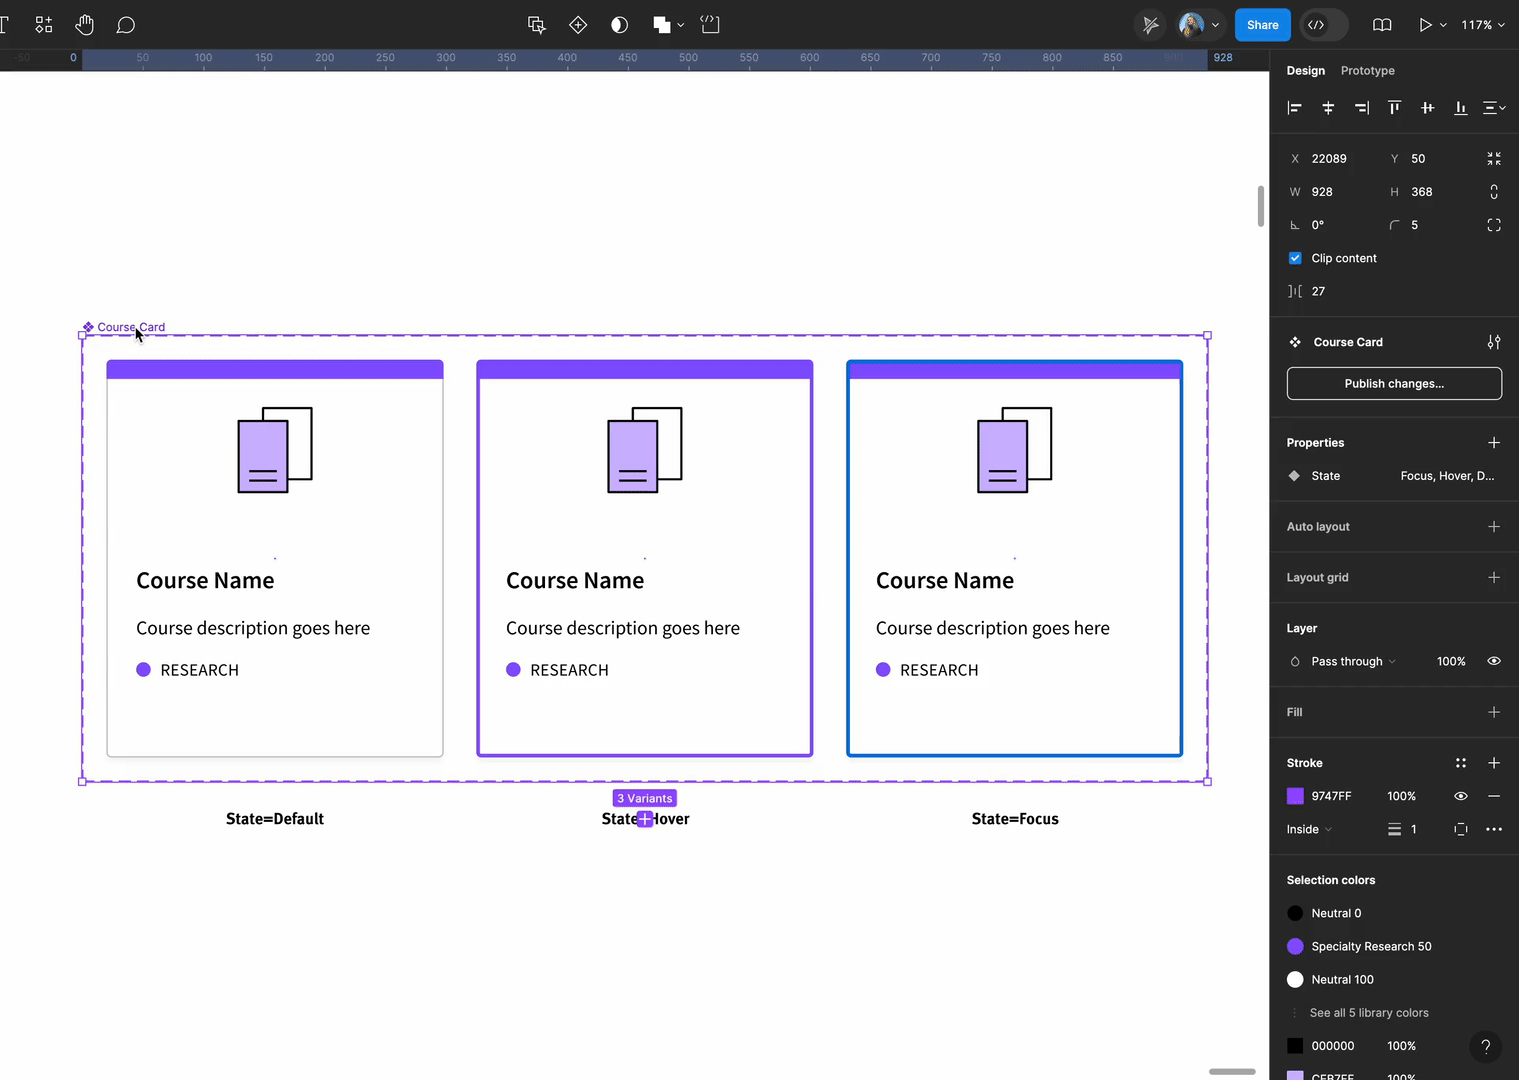 T
Share
117%
-50 0 50 100 150 200 250 300 350 400 450 500 550 600 650 700 750 800 850 900 928
Design Prototype
X 22089 Y 50
W 928 H 368
0° 5
Clip content
27
Course Card
Publish changes...
Properties
State Focus, Hover, D...
Auto layout
Layout grid
Layer
Pass through 100%
Fill
Stroke
9747FF 100%
Inside 1
Selection colors
Neutral 0
Specialty Research 50
Neutral 100
See all 5 library colors
000000 100%
100%
?
Course Card
Course Name
Course description goes here
RESEARCH
Course Name
Course description goes here
RESEARCH
Course Name
Course description goes here
RESEARCH
3 Variants
State=Default
State Hover
State=Focus